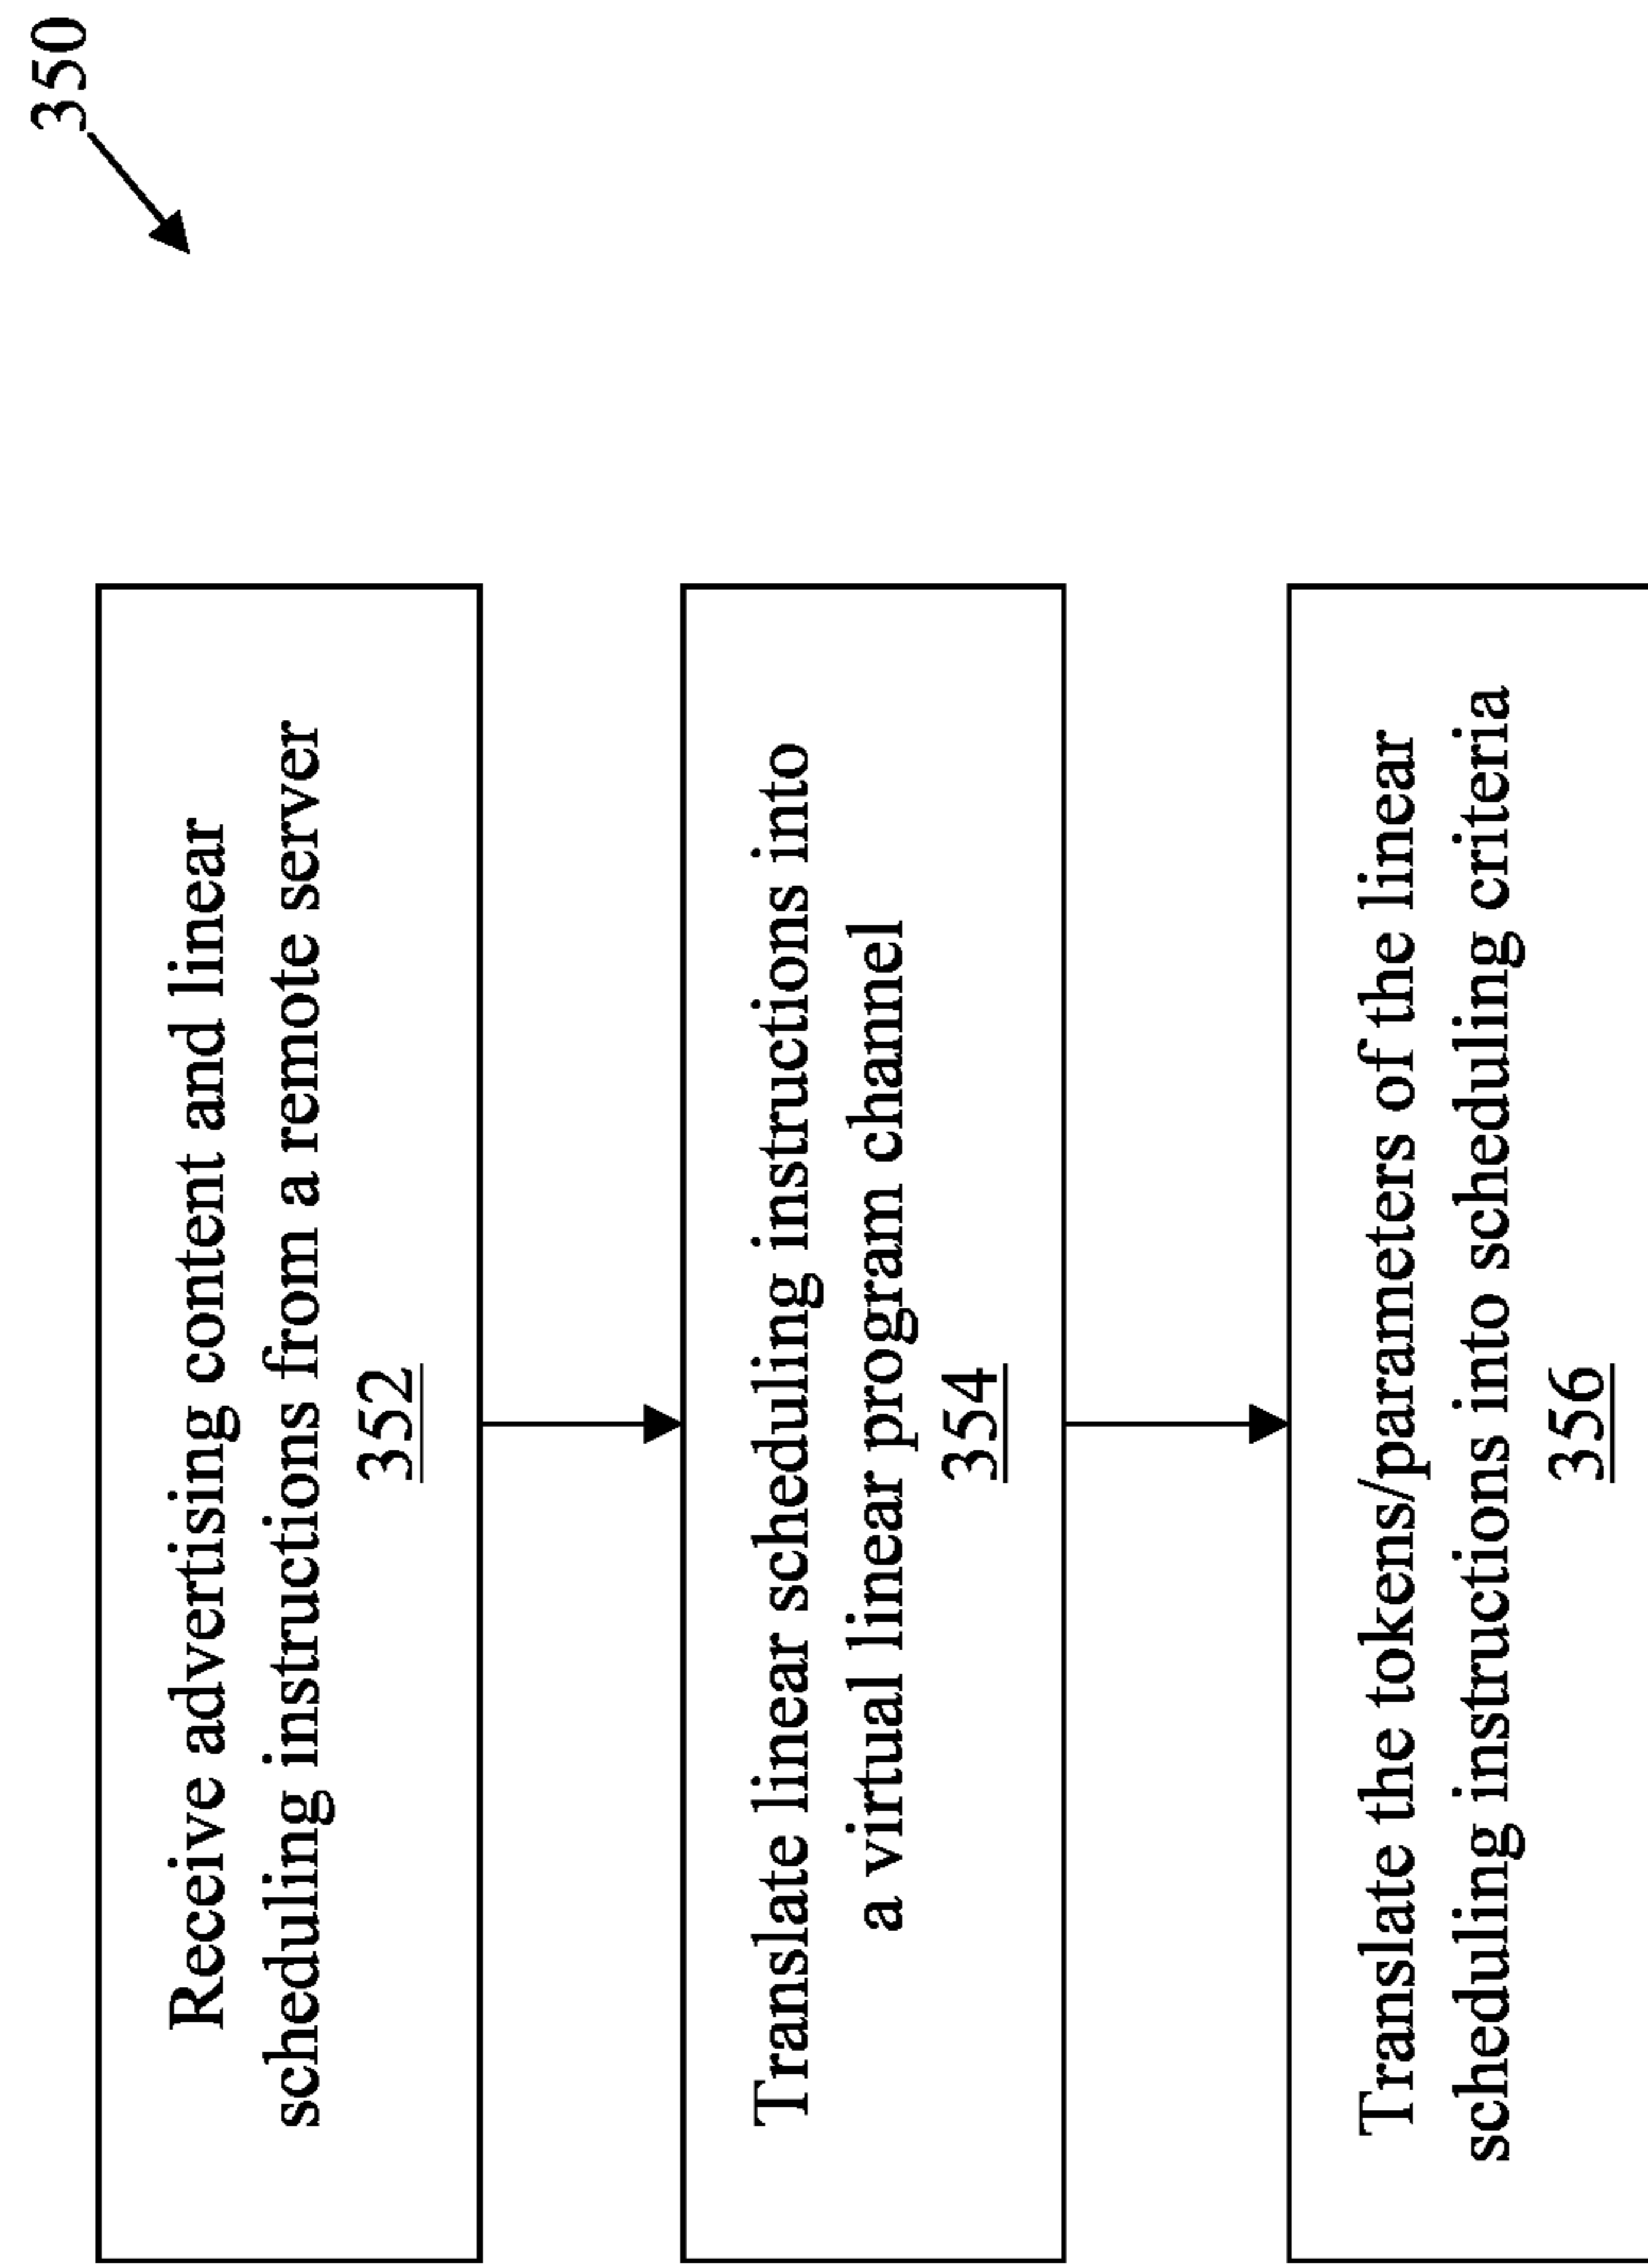 350
Receive advertising content and linear
scheduling instructions from a remote server
352
Translate linear scheduling instructions into
a virtual linear program channel
354
Translate the tokens/parameters of the linear
scheduling instructions into scheduling criteria
356